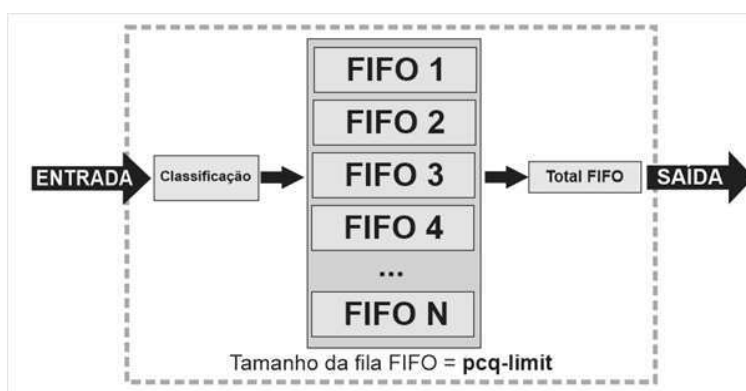 FIFO 1
FIFO 2
ENTRADA
Classificação
FIFO 3
Total FIFO
SAÍDA
FIFO 4
...
FIFO N
Tamanho da fila FIFO = pcq-limit